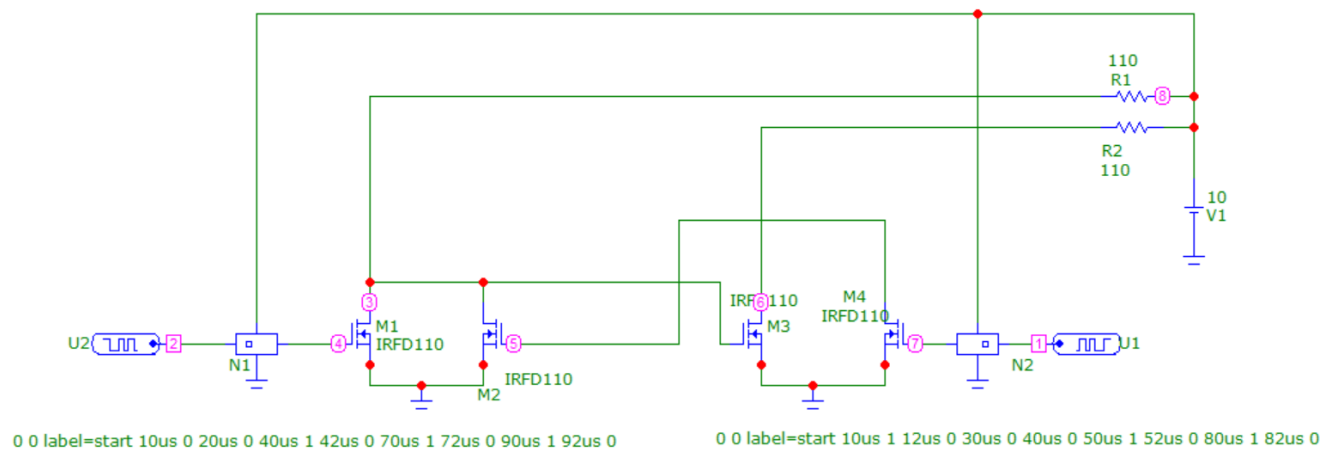 110
R1
8
R2
110
10
V1
M4
IRFD110
IRFD110
3
6
M1
IRFD110
M3
U2
2
4
5
7
1
U1
N1
N2
IRFD110
M2
0 0 label=start 10us 0 20us 0 40us 1 42us 0 70us 1 72us 0 90us 1 92us 0
0 0 label=start 10us 1 12us 0 30us 0 40us 0 50us 1 52us 0 80us 1 82us 0